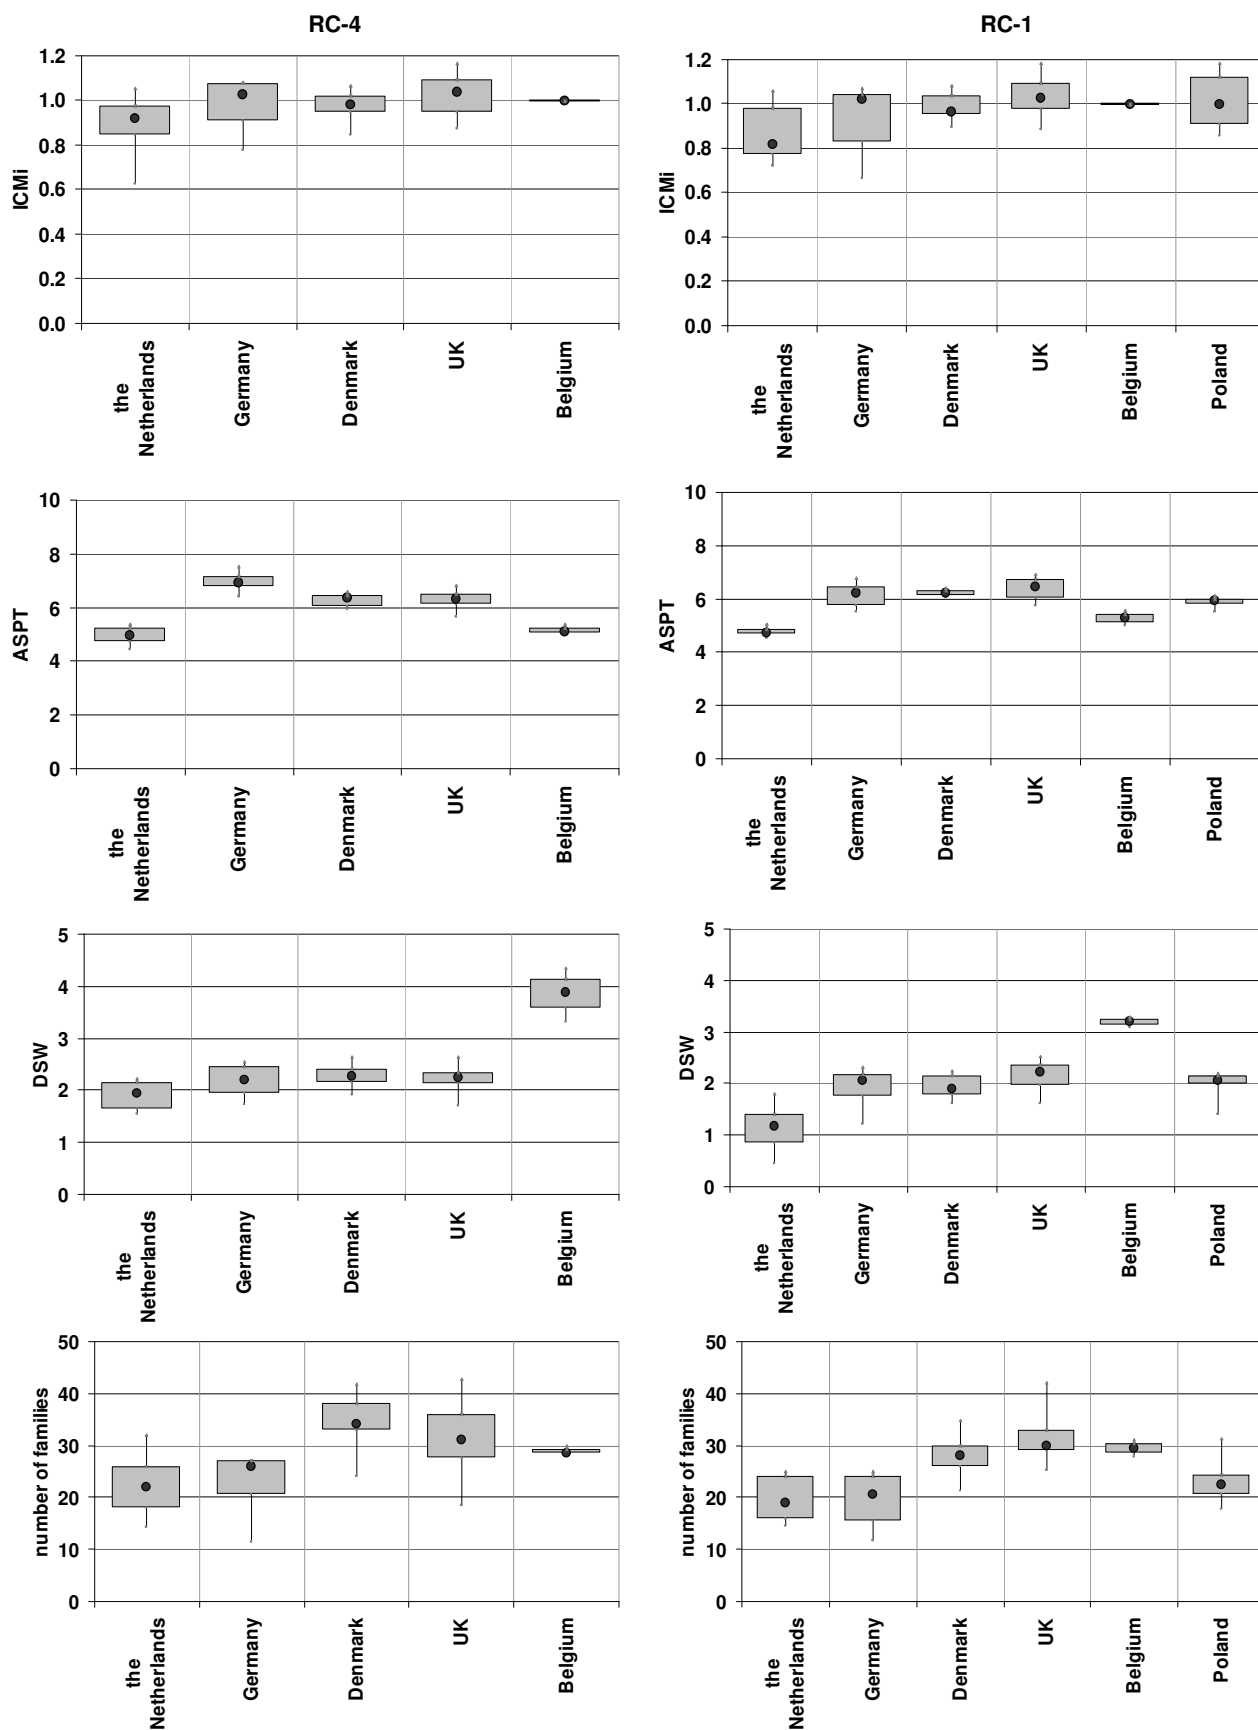 RC-4
RC-1
1.2
1.0
0.8
0.6
0.4
0.2
0.0
ICMi
the
Netherlands
Germany
Denmark
UK
Belgium
1.2
1.0
0.8
0.6
0.4
0.2
0.0
ICMi
the
Netherlands
Germany
Denmark
UK
Belgium
Poland
10
8
6
4
2
0
ASPT
the
Netherlands
Germany
Denmark
UK
Belgium
10
8
6
4
2
0
ASPT
the
Netherlands
Germany
Denmark
UK
Belgium
Poland
5
4
3
2
1
0
DSW
the
Netherlands
Germany
Denmark
UK
Belgium
5
4
3
2
1
0
DSW
the
Netherlands
Germany
Denmark
UK
Belgium
Poland
50
40
30
20
10
0
number of families
the
Netherlands
Germany
Denmark
UK
Belgium
50
40
30
20
10
0
number of families
the
Netherlands
Germany
Denmark
UK
Belgium
Poland